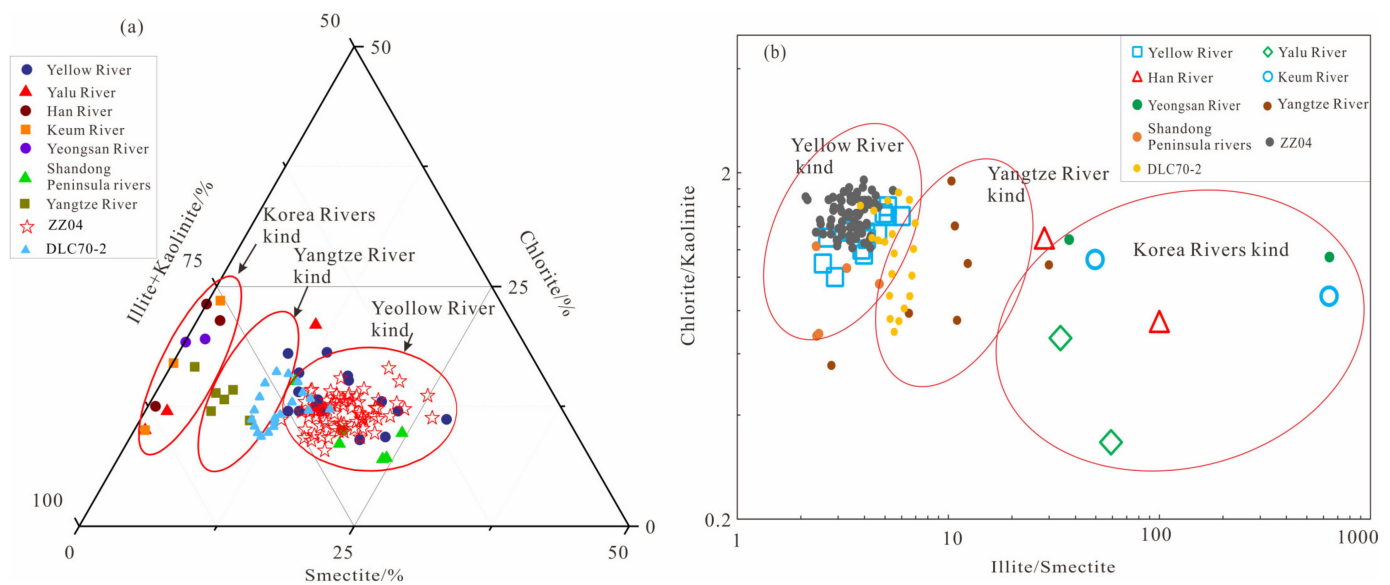 (a)
50
50
Yellow River
Yalu River
Han River
Keum River
Yeongsan River
Shandong
Peninsula rivers
Yangtze River
ZZ04
DLC70-2
Illite+Kaolinite/%
75
Korea Rivers
kind
Yangtze River
kind
Chlorite/%
25
Yeollow River
kind
100
0
0
25
50
Smectite/%
(b)
Yellow River
Yalu River
Han River
Keum River
Yeongsan River
Yangtze River
Shandong
Peninsula rivers
ZZ04
DLC70-2
Yellow River
kind
Yangtze River
kind
Korea Rivers kind
Chlorite/Kaolinite
2
0.2
1
10
100
1000
Illite/Smectite